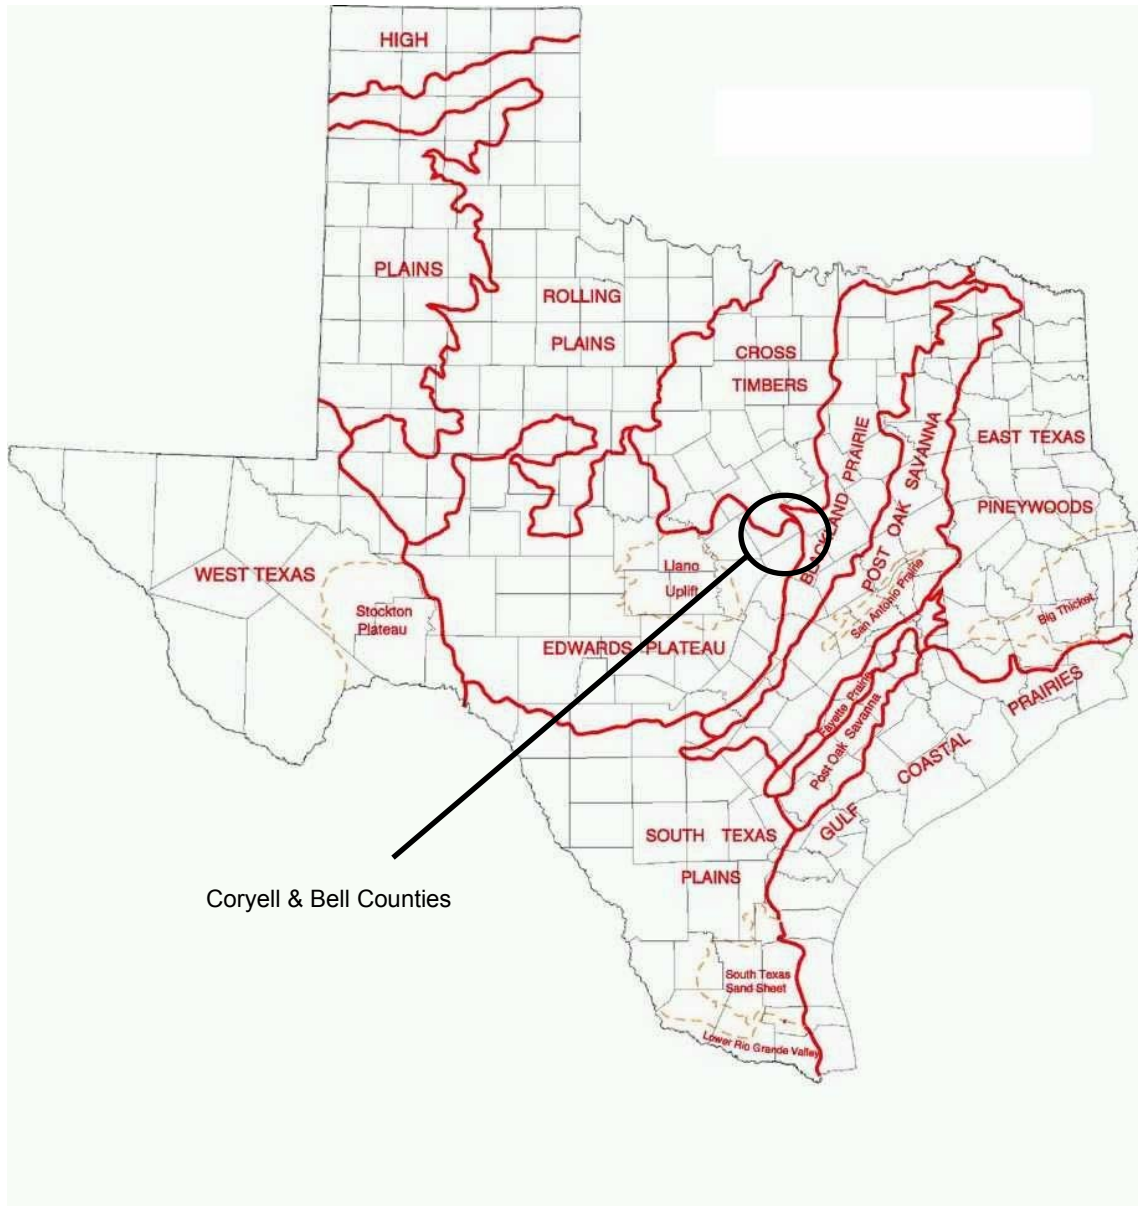 HIGH
PLAINS
ROLLING
PLAINS
CROSS
TIMBERS
BLACKLAND PRAIRIE
POST OAK SAVANNA
EAST TEXAS
PINEYWOODS
WEST TEXAS
Stockton
Plateau
Llano
Uplift
EDWARDS PLATEAU
San Antonio Prairie
Big Thicket
Fayette Prairie
Post Oak Savanna
GULF COASTAL PRAIRIES
SOUTH TEXAS
PLAINS
Coryell & Bell Counties
South Texas
Sand Sheet
Lower Rio Grande Valley